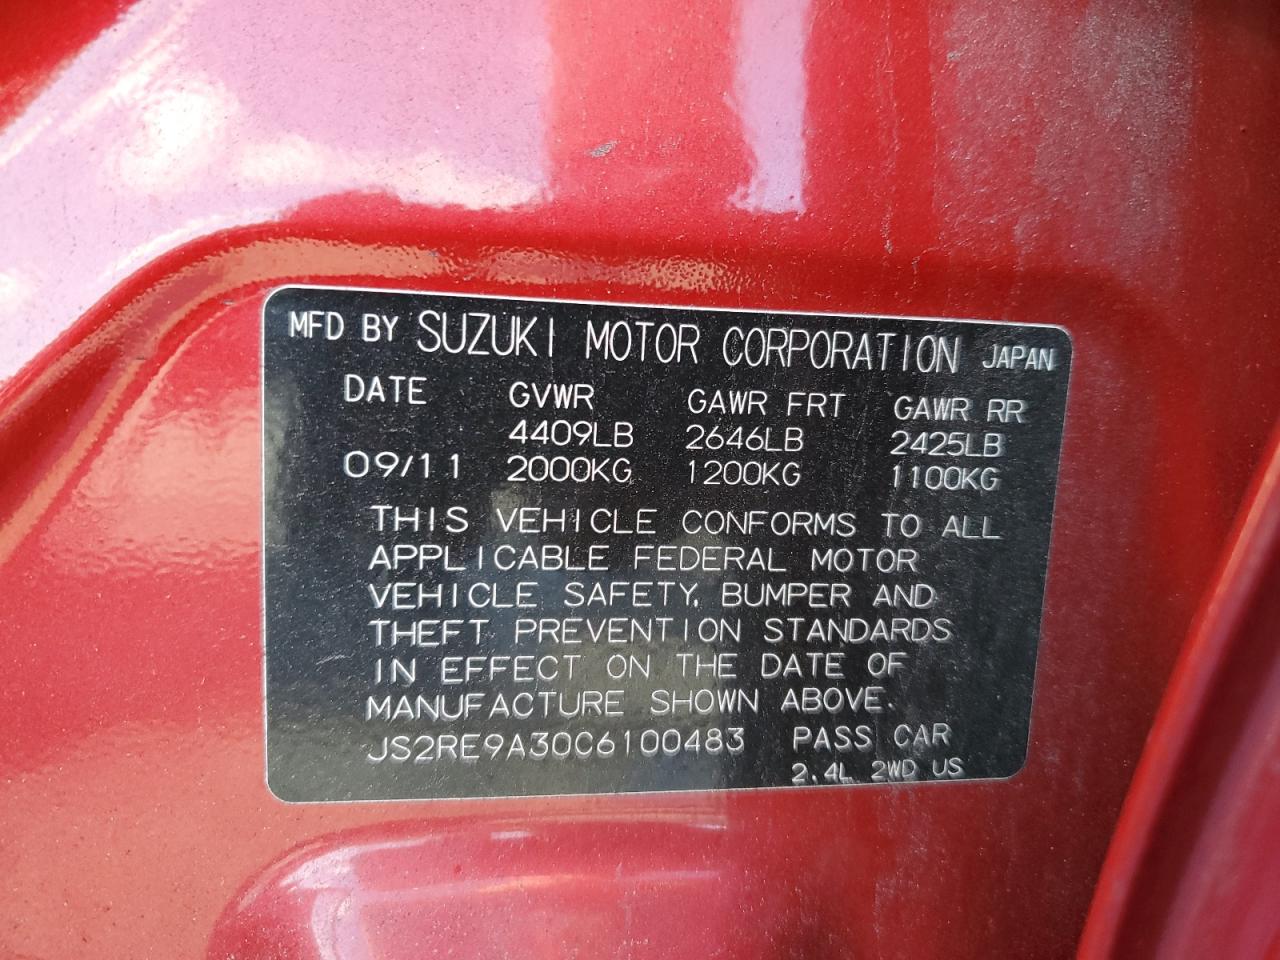 MFD BY SUZUKI MOTOR CORPORATION JAPAN
DATE GVWR GAWR FRT GAWR RR
4409LB 2646LB 2425LB
09/11 2000KG 1200KG 1100KG
THIS VEHICLE CONFORMS TO ALL
APPLICABLE FEDERAL MOTOR
VEHICLE SAFETY, BUMPER AND
THEFT PREVENTION STANDARDS
IN EFFECT ON THE DATE OF
MANUFACTURE SHOWN ABOVE.
JS2RE9A30C6100483 PASS CAR
2.4L 2WD US